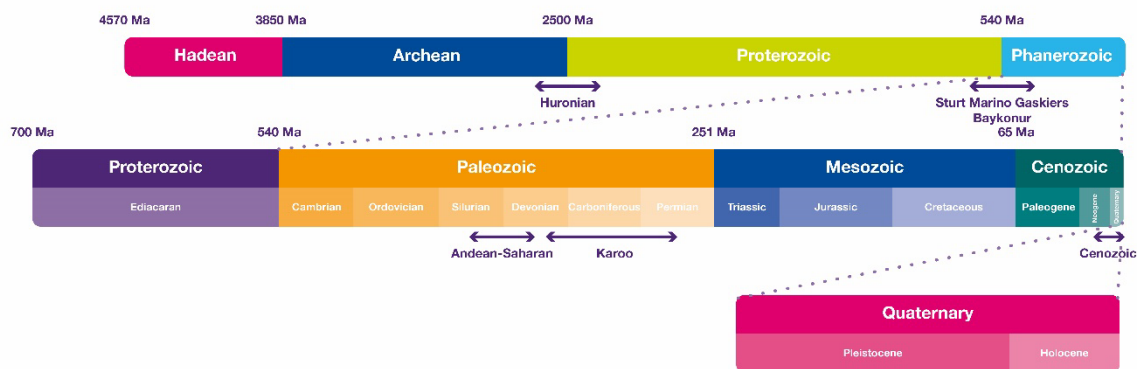 4570 Ma 3850 Ma 2500 Ma 540 Ma
Hadean Archean Proterozoic Phanerozoic
Huronian Sturt Marino Gaskiers
Baykonur
700 Ma 540 Ma 251 Ma 65 Ma
Proterozoic Paleozoic Mesozoic Cenozoic
Ediacaran Cambrian Ordovician Silurian Devonian Carboniferous Permian Triassic Jurassic Cretaceous Paleogene Neogene Quaternary
Andean-Saharan Karoo Cenozoic
Quaternary
Pleistocene Holocene